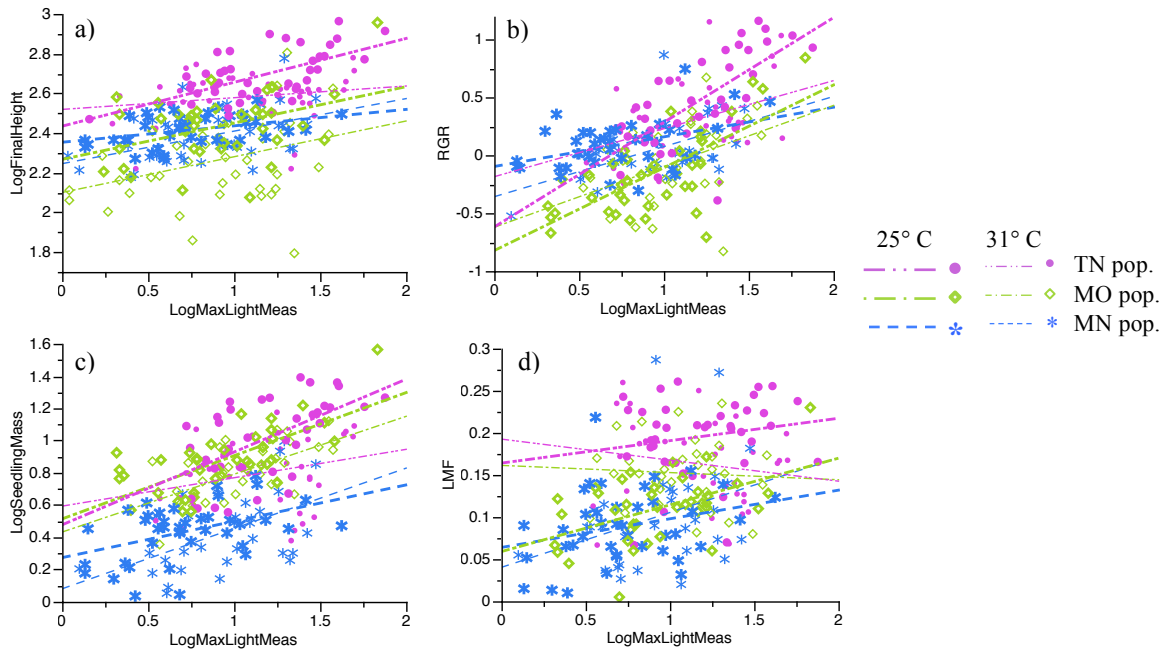 a)
3
2.8
2.6
2.4
2.2
2
1.8
LogFinalHeight
0 0.5 1 1.5 2
LogMaxLightMeas
b)
1
0.5
0
-0.5
-1
RGR
0 0.5 1 1.5 2
LogMaxLightMeas
25° C 31° C
TN pop.
MO pop.
MN pop.
c)
1.6
1.4
1.2
1
0.8
0.6
0.4
0.2
0
LogSeedlingMass
0 0.5 1 1.5 2
LogMaxLightMeas
d)
0.3
0.25
0.2
0.15
0.1
0.05
0
LMF
0 0.5 1 1.5 2
LogMaxLightMeas